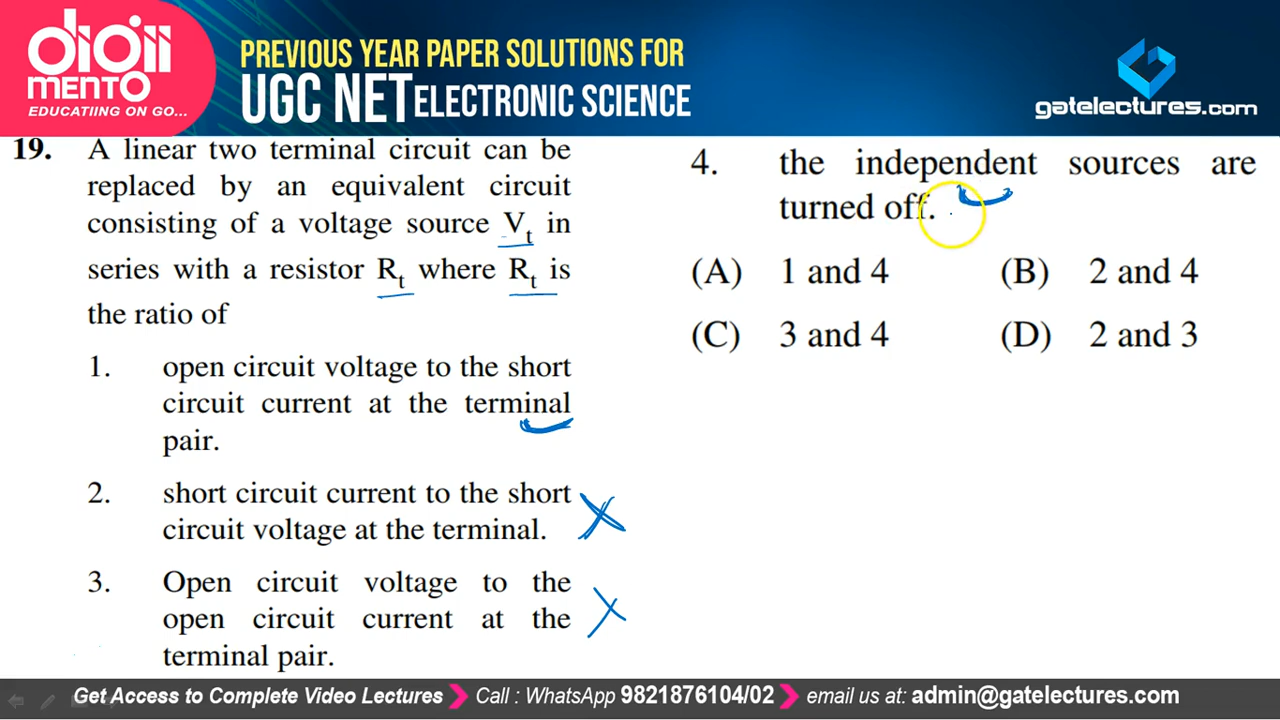 diqii
MENTO
EDUCATIING ON GO...
PREVIOUS YEAR PAPER SOLUTIONS FOR
UGC NET ELECTRONIC SCIENCE
gatelectures.com
19. A linear two terminal circuit can be
replaced by an equivalent circuit
consisting of a voltage source Vt in
series with a resistor Rt where Rt is
the ratio of
1. open circuit voltage to the short
circuit current at the terminal
pair.
2. short circuit current to the short
circuit voltage at the terminal.
3. Open circuit voltage to the
open circuit current at the
terminal pair.
4. the independent sources are
turned off.
(A) 1 and 4 (B) 2 and 4
(C) 3 and 4 (D) 2 and 3
Get Access to Complete Video Lectures Call : WhatsApp 9821876104/02 email us at: admin@gatelectures.com